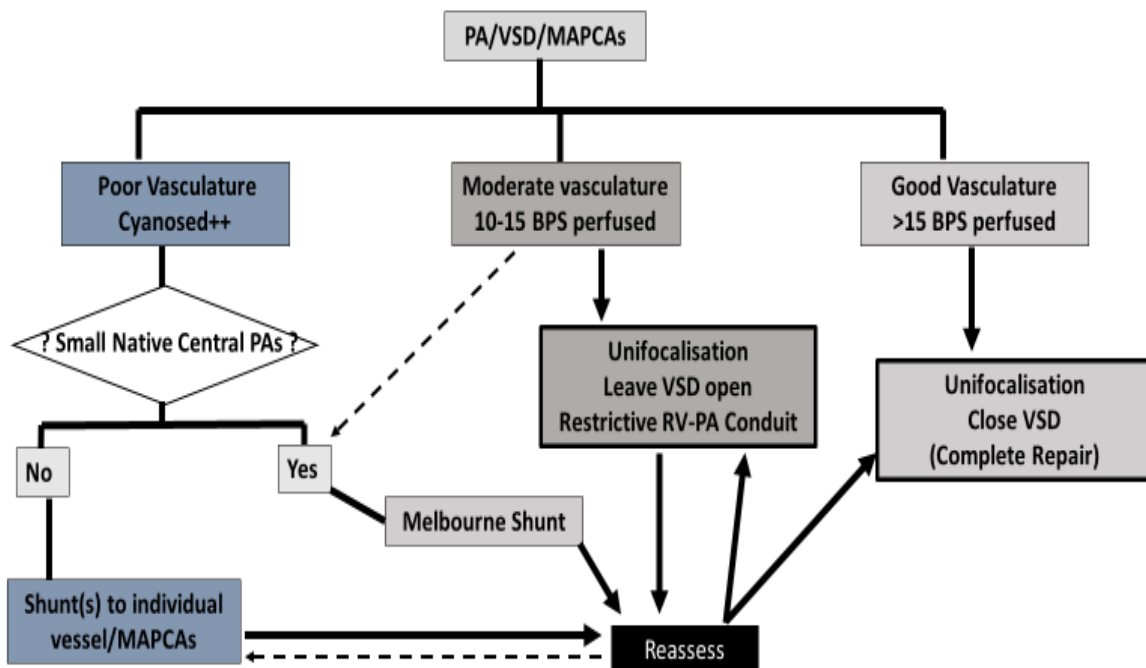 PA/VSD/MAPCAs
Poor Vasculature
Cyanosed++
Moderate vasculature
10-15 BPS perfused
Good Vasculature
>15 BPS perfused
? Small Native Central PAs ?
Unifocalisation
Leave VSD open
Restrictive RV-PA Conduit
Unifocalisation
Close VSD
(Complete Repair)
No
Yes
Melbourne Shunt
Shunt(s) to individual
vessel/MAPCAs
Reassess